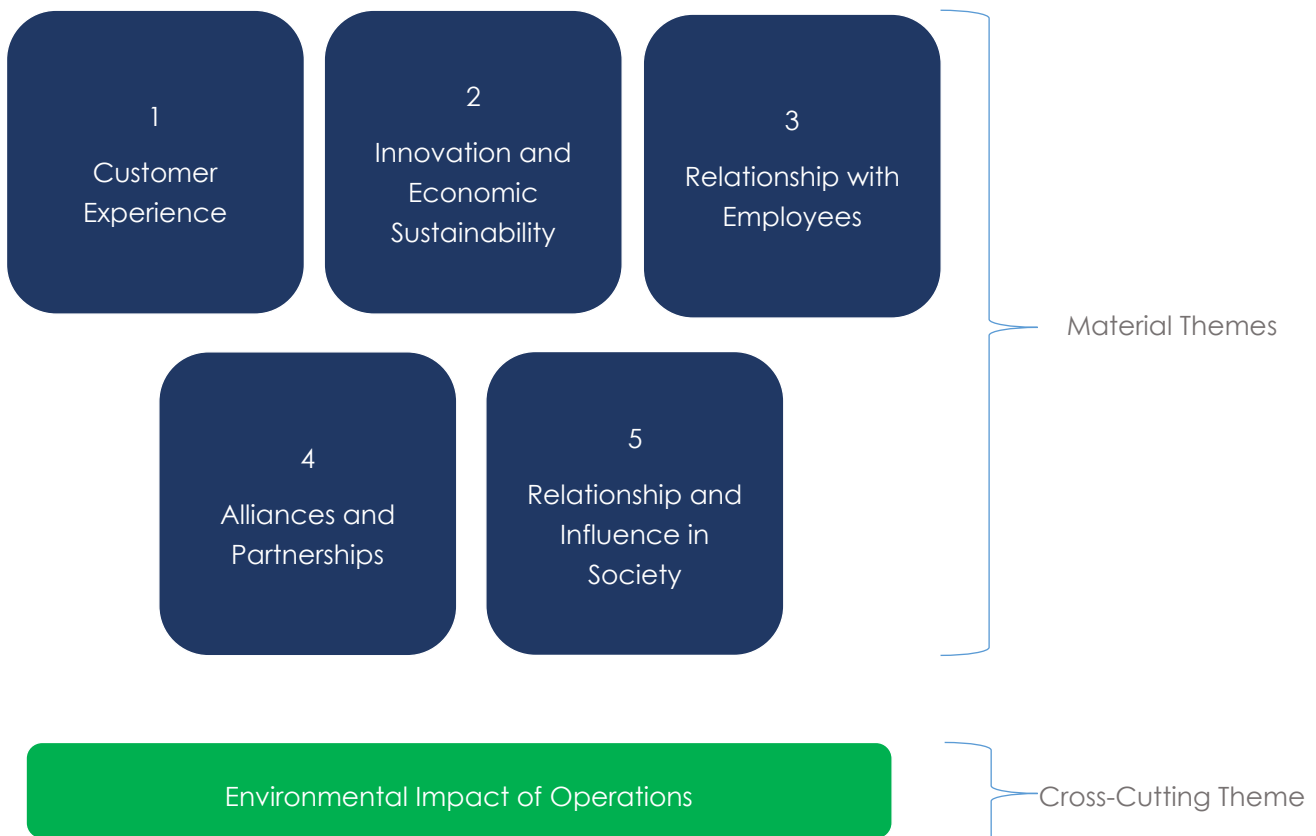 1
Customer
Experience
2
Innovation and
Economic
Sustainability
3
Relationship with
Employees
Material Themes
4
Alliances and
Partnerships
5
Relationship and
Influence in
Society
Environmental Impact of Operations
Cross-Cutting Theme